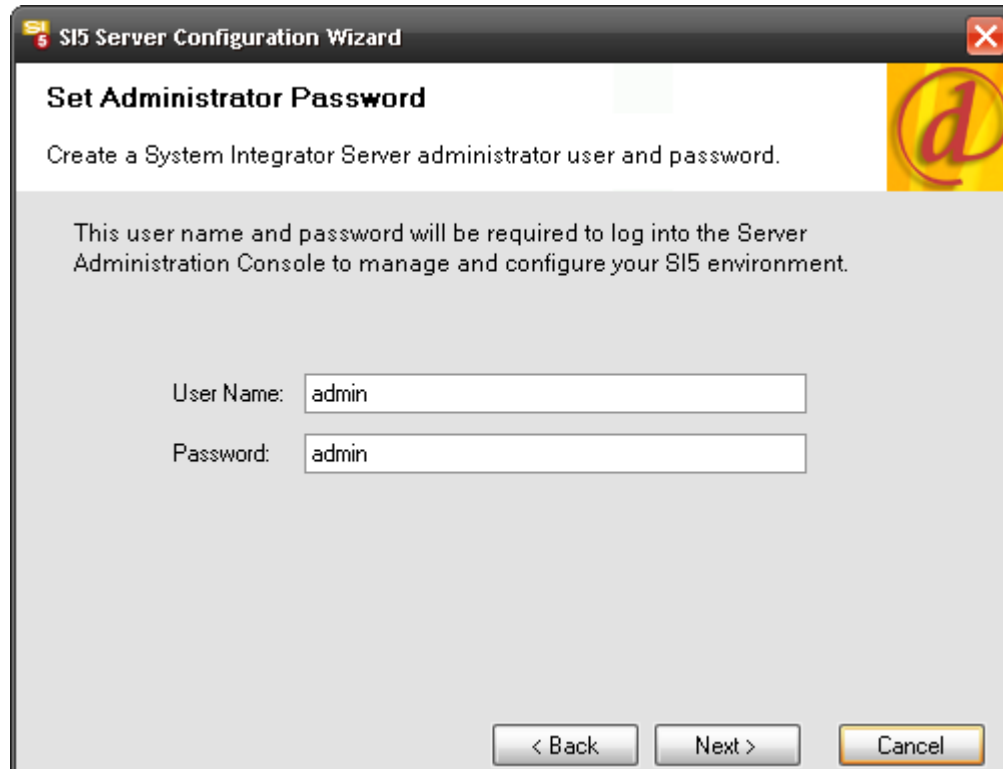 SI5 SI5 Server Configuration Wizard
Set Administrator Password
Create a System Integrator Server administrator user and password.
d
This user name and password will be required to log into the Server
Administration Console to manage and configure your SI5 environment.
User Name: admin
Password: admin
< Back Next > Cancel